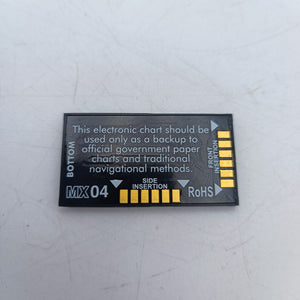 This electronic chart should be
used only as a backup to
official government paper
charts and traditional
navigational methods.
BOTTOM
FRONT
INSERTION
MX04
SIDE
INSERTION
RoHS